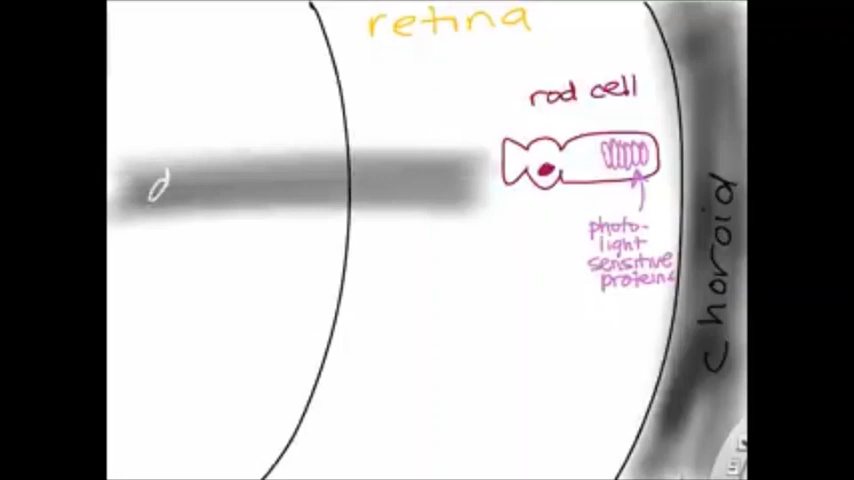 retina
rod cell
d
photo-
light
sensitive
proteins
choroid